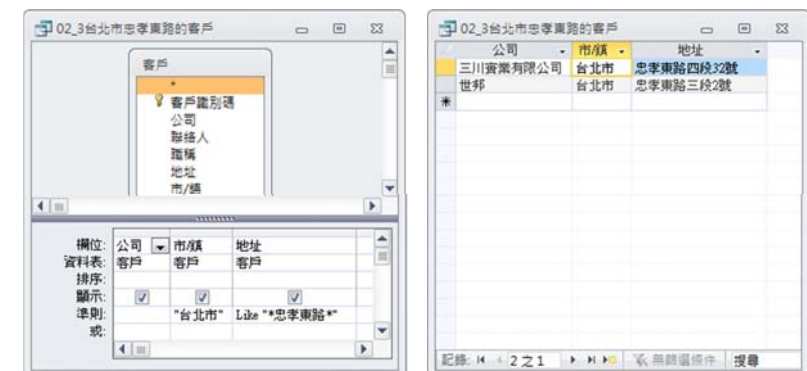 02_3台北市忠孝東路的客戶
客戶
*
客戶識別碼
公司
聯絡人
職稱
地址
市/鎮
欄位: 公司 市/鎮 地址
資料表: 客戶 客戶 客戶
排序:
顯示:
準則: "台北市" Like "*忠孝東路*"
或:
02_3台北市忠孝東路的客戶
公司 市/鎮 地址
三川實業有限公司 台北市 忠孝東路四段32號
世邦 台北市 忠孝東路三段2號
*
記錄: 2 之 1 無篩選條件 搜尋